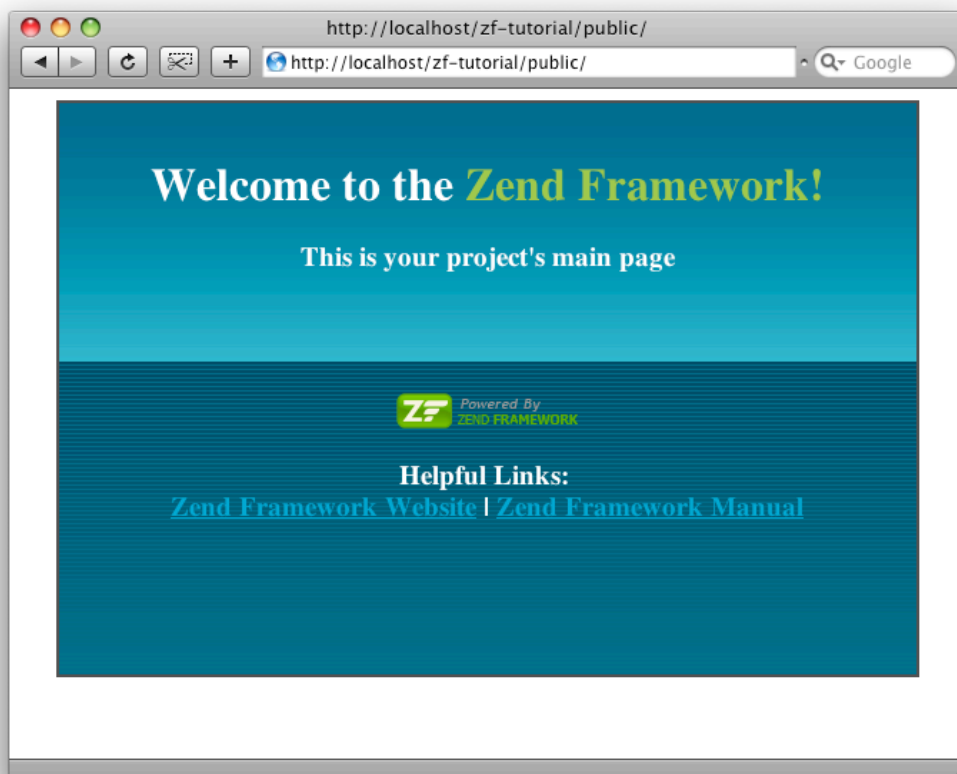 http://localhost/zf-tutorial/public/
http://localhost/zf-tutorial/public/
Google
Welcome to the Zend Framework!
This is your project's main page
ZF Powered By
ZEND FRAMEWORK
Helpful Links:
Zend Framework Website | Zend Framework Manual